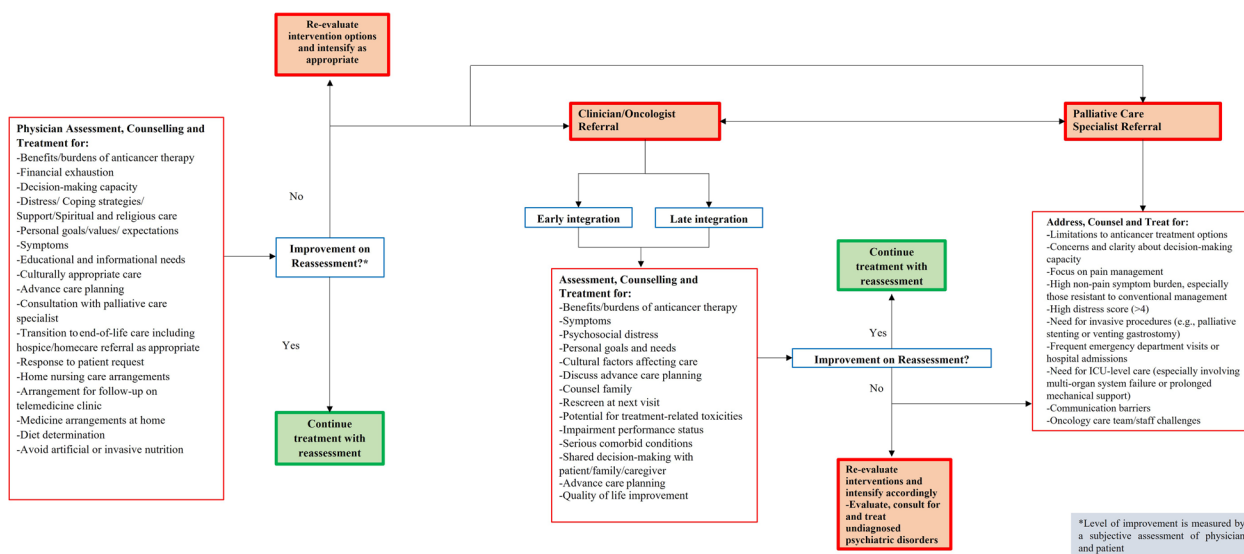 Re-evaluate
intervention options
and intensify as
appropriate
Physician Assessment, Counselling and
Treatment for:
-Benefits/burdens of anticancer therapy
-Financial exhaustion
-Decision-making capacity
-Distress/ Coping strategies/
Support/Spiritual and religious care
-Personal goals/values/ expectations
-Symptoms
-Educational and informational needs
-Culturally appropriate care
-Advance care planning
-Consultation with palliative care
specialist
-Transition to end-of-life care including
hospice/homecare referral as appropriate
-Response to patient request
-Home nursing care arrangements
-Arrangement for follow-up on
telemedicine clinic
-Medicine arrangements at home
-Diet determination
-Avoid artificial or invasive nutrition
No
Improvement on
Reassessment?*
Yes
Continue
treatment with
reassessment
Clinician/Oncologist
Referral
Early integration
Late integration
Assessment, Counselling and
Treatment for:
-Benefits/burdens of anticancer therapy
-Symptoms
-Psychosocial distress
-Personal goals and needs
-Cultural factors affecting care
-Discuss advance care planning
-Counsel family
-Rescreen at next visit
-Potential for treatment-related toxicities
-Impairment performance status
-Serious comorbid conditions
-Shared decision-making with
patient/family/caregiver
-Advance care planning
-Quality of life improvement
Continue
treatment with
reassessment
Yes
Improvement on Reassessment?
No
Re-evaluate
interventions and
intensify accordingly
-Evaluate, consult for
and treat
undiagnosed
psychiatric disorders
Palliative Care
Specialist Referral
Address, Counsel and Treat for:
-Limitations to anticancer treatment options
-Concerns and clarity about decision-making
capacity
-Focus on pain management
-High non-pain symptom burden, especially
those resistant to conventional management
-High distress score (>4)
-Need for invasive procedures (e.g., palliative
stenting or venting gastrostomy)
-Frequent emergency department visits or
hospital admissions
-Need for ICU-level care (especially involving
multi-organ system failure or prolonged
mechanical support)
-Communication barriers
-Oncology care team/staff challenges
*Level of improvement is measured by
a subjective assessment of physician
and patient